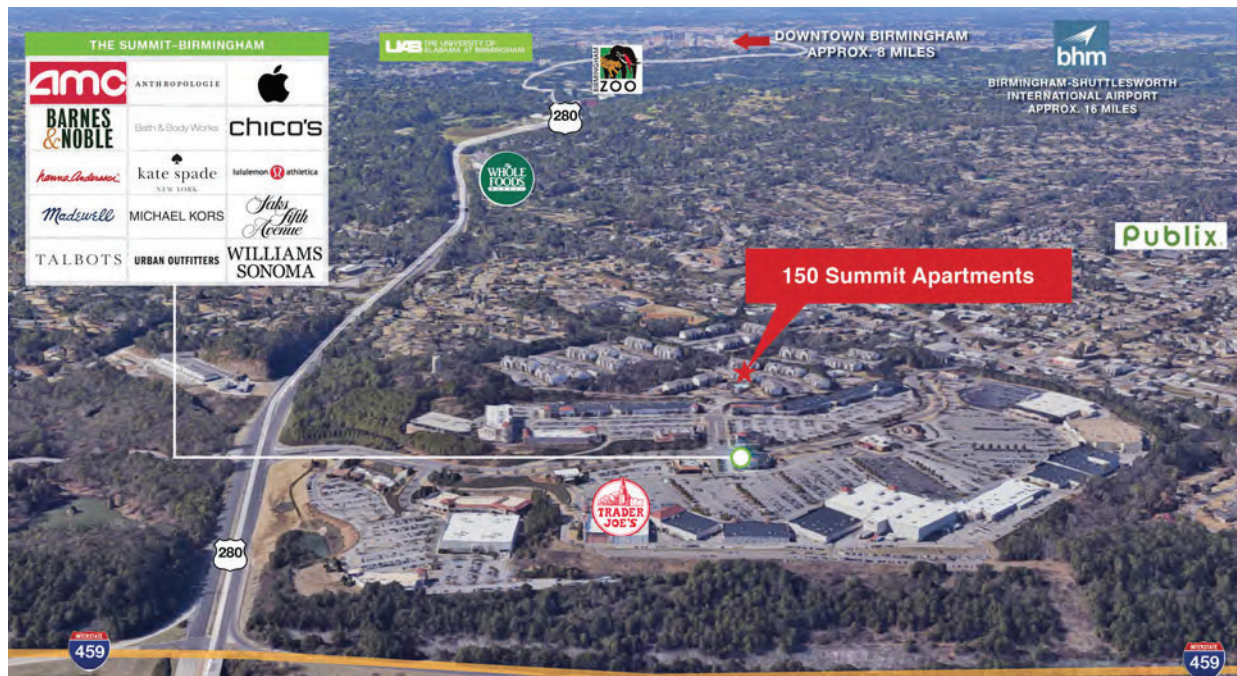 THE SUMMIT–BIRMINGHAM
amc
ANTHROPOLOGIE
BARNES
&NOBLE
Bath & Body Works
chico's
hanna Andersson
kate spade
NEW YORK
lululemon athletica
Madewell
MICHAEL KORS
Saks
Fifth
Avenue
TALBOTS
URBAN OUTFITTERS
WILLIAMS
SONOMA
UAB THE UNIVERSITY OF
ALABAMA AT BIRMINGHAM
BIRMINGHAM
ZOO
DOWNTOWN BIRMINGHAM
APPROX. 8 MILES
bhm
BIRMINGHAM-SHUTTLESWORTH
INTERNATIONAL AIRPORT
APPROX. 16 MILES
280
WHOLE
FOODS
MARKET
Publix.
150 Summit Apartments
TRADER
JOE'S
280
INTERSTATE
459
INTERSTATE
459